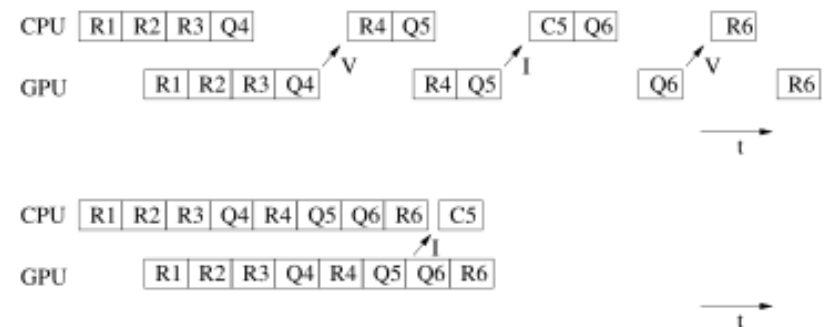 CPU R1 R2 R3 Q4 R4 Q5 C5 Q6 R6
V I V
GPU R1 R2 R3 Q4 R4 Q5 Q6 R6
t
CPU R1 R2 R3 Q4 R4 Q5 Q6 R6 C5
I
GPU R1 R2 R3 Q4 R4 Q5 Q6 R6
t